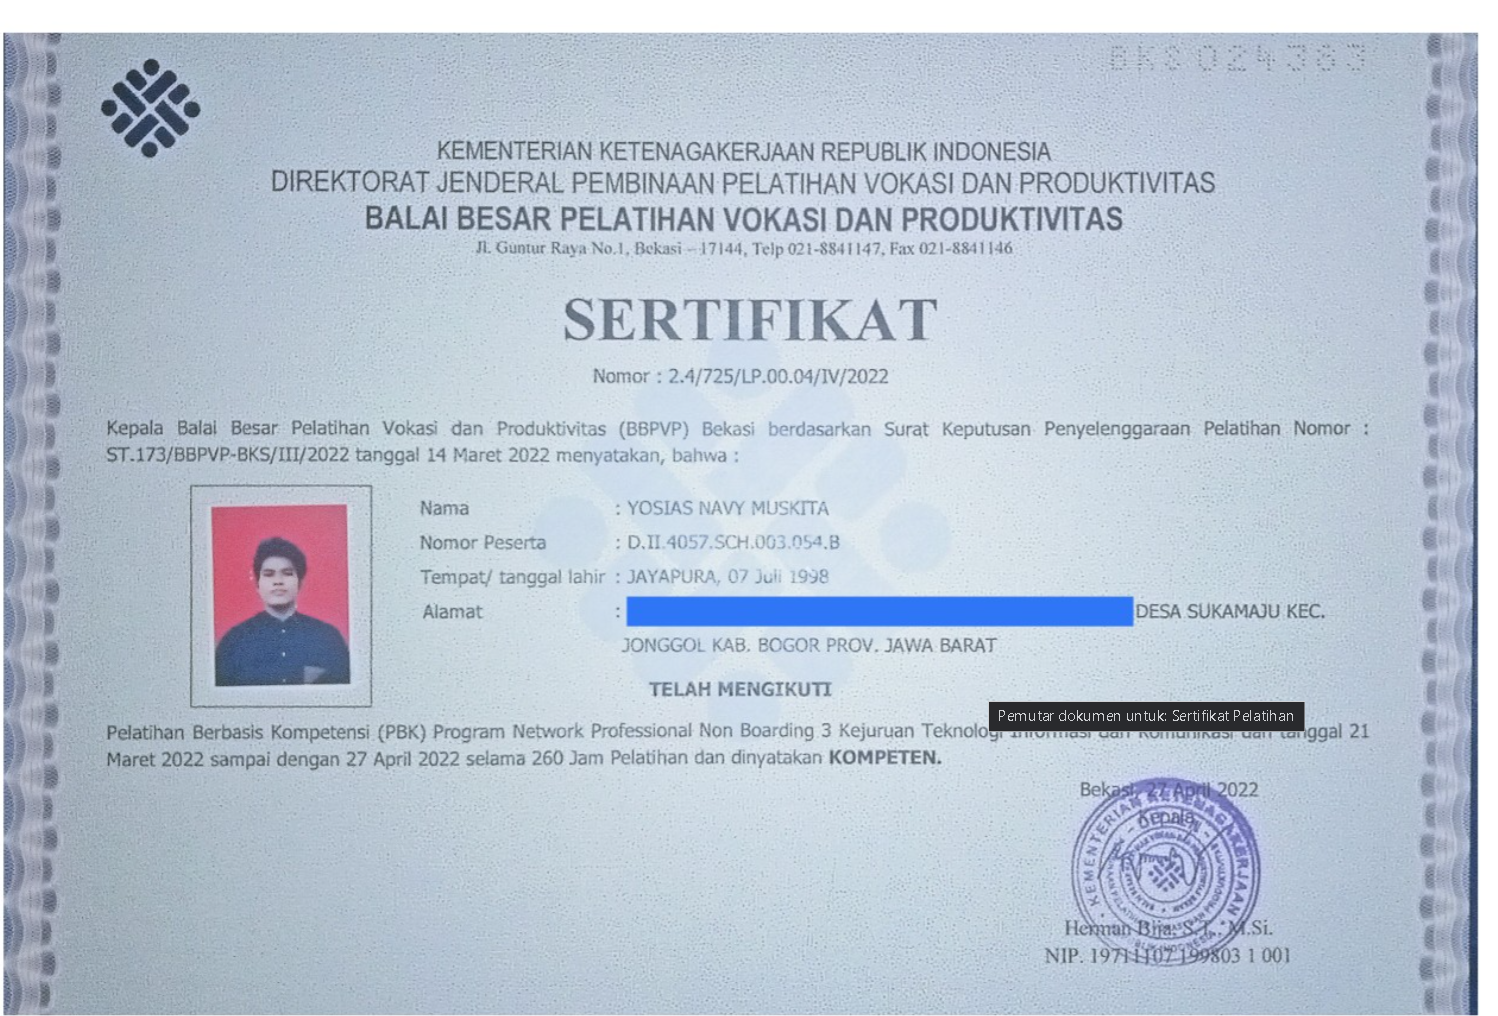 BKS 024363
KEMENTERIAN KETENAGAKERJAAN REPUBLIK INDONESIA
DIREKTORAT JENDERAL PEMBINAAN PELATIHAN VOKASI DAN PRODUKTIVITAS
BALAI BESAR PELATIHAN VOKASI DAN PRODUKTIVITAS
Jl. Guntur Raya No.1, Bekasi – 17144, Telp 021-8841147, Fax 021-8841146
SERTIFIKAT
Nomor : 2.4/725/LP.00.04/IV/2022
Kepala Balai Besar Pelatihan Vokasi dan Produktivitas (BBPVP) Bekasi berdasarkan Surat Keputusan Penyelenggaraan Pelatihan Nomor :
ST.173/BBPVP-BKS/III/2022 tanggal 14 Maret 2022 menyatakan, bahwa :
Nama : YOSIAS NAVY MUSKITA
Nomor Peserta : D.II.4057.SCH.003.054.B
Tempat/ tanggal lahir : JAYAPURA, 07 Juli 1998
Alamat : DESA SUKAMAJU KEC.
JONGGOL KAB. BOGOR PROV. JAWA BARAT
TELAH MENGIKUTI
Pemutar dokumen untuk: Sertifikat Pelatihan
Pelatihan Berbasis Kompetensi (PBK) Program Network Professional Non Boarding 3 Kejuruan Teknologi Informasi dan Komunikasi dari tanggal 21
Maret 2022 sampai dengan 27 April 2022 selama 260 Jam Pelatihan dan dinyatakan KOMPETEN.
Bekasi, 27 April 2022
Kepala
KEMENTERIAN KETENAGAKERJAAN
Herman Bija, S.T., M.Si.
NIP. 19711107 199803 1 001